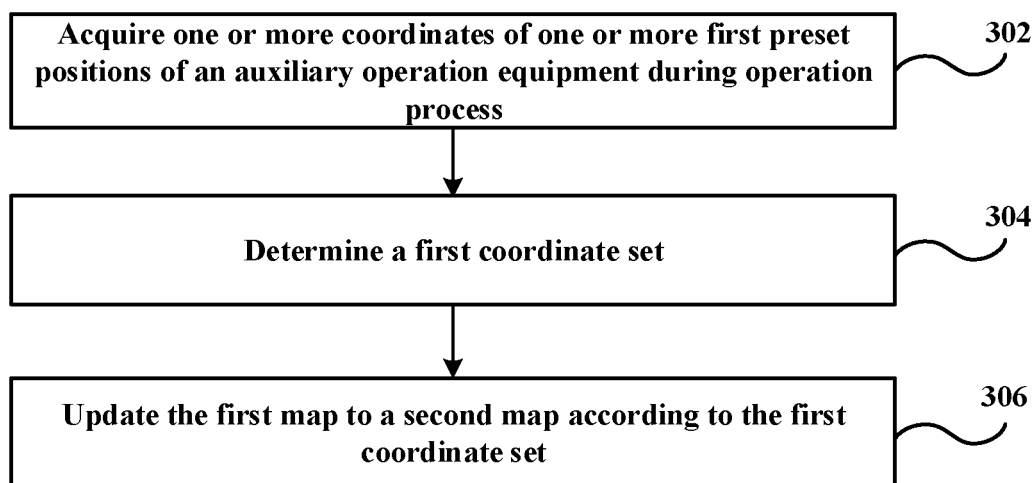 Acquire one or more coordinates of one or more first preset
positions of an auxiliary operation equipment during operation
process
302
Determine a first coordinate set
304
Update the first map to a second map according to the first
coordinate set
306